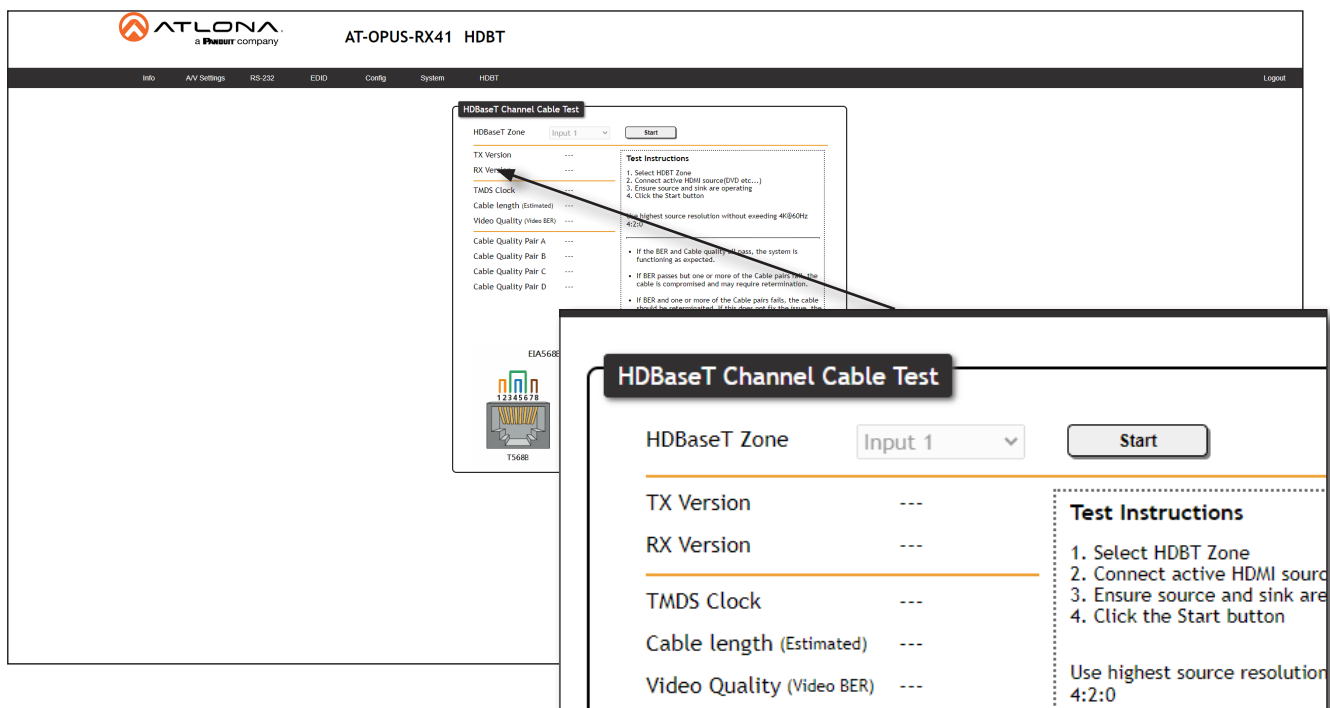 ATLONA.
a PANDUIT company
AT-OPUS-RX41 HDBT
Info A/V Settings RS-232 EDID Config System HDBT Logout
HDBaseT Channel Cable Test
HDBaseT Zone Input 1 Start
TX Version ---
RX Version ---
TMDS Clock ---
Cable length (Estimated) ---
Video Quality (Video BER) ---
Cable Quality Pair A ---
Cable Quality Pair B ---
Cable Quality Pair C ---
Cable Quality Pair D ---
Test Instructions
1. Select HDBT Zone
2. Connect active HDMI source(DVD etc...)
3. Ensure source and sink are operating
4. Click the Start button
Use highest source resolution without exeeding 4K@60Hz
4:2:0
• If the BER and Cable quality all pass, the system is
functioning as expected.
• If BER passes but one or more of the Cable pairs fail, the
cable is compromised and may require retermination.
• If BER and one or more of the Cable pairs fails, the cable
should be reterminaited. If this does not fix the issue, the
EIA568B
12345678
T568B
HDBaseT Channel Cable Test
HDBaseT Zone Input 1 Start
TX Version ---
RX Version ---
TMDS Clock ---
Cable length (Estimated) ---
Video Quality (Video BER) ---
Test Instructions
1. Select HDBT Zone
2. Connect active HDMI sourc
3. Ensure source and sink are
4. Click the Start button
Use highest source resolution
4:2:0